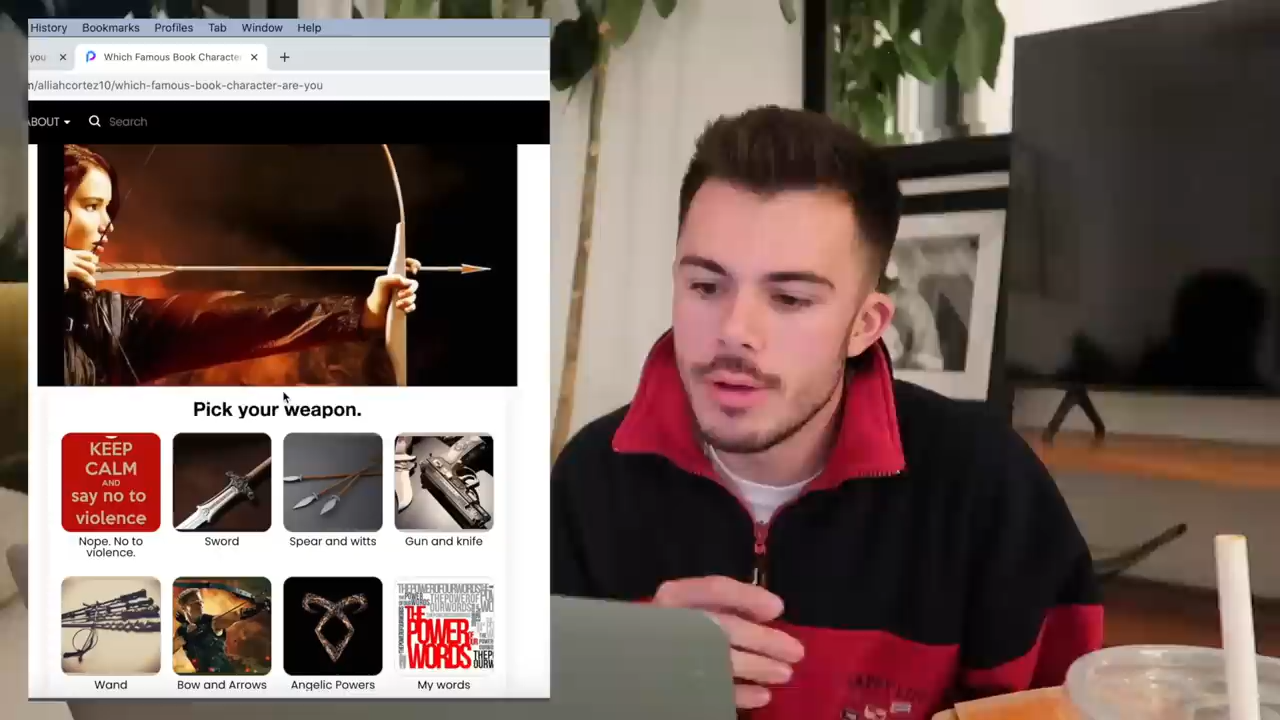 History Bookmarks Profiles Tab Window Help
you Which Famous Book Characte
/alliahcortez10/which-famous-book-character-are-you
ABOUT Search
Pick your weapon.
KEEP
CALM
AND
say no to
violence
Nope. No to
violence.
Sword
Spear and witts
Gun and knife
THE
POWER
OF
WORDS
Wand
Bow and Arrows
Angelic Powers
My words